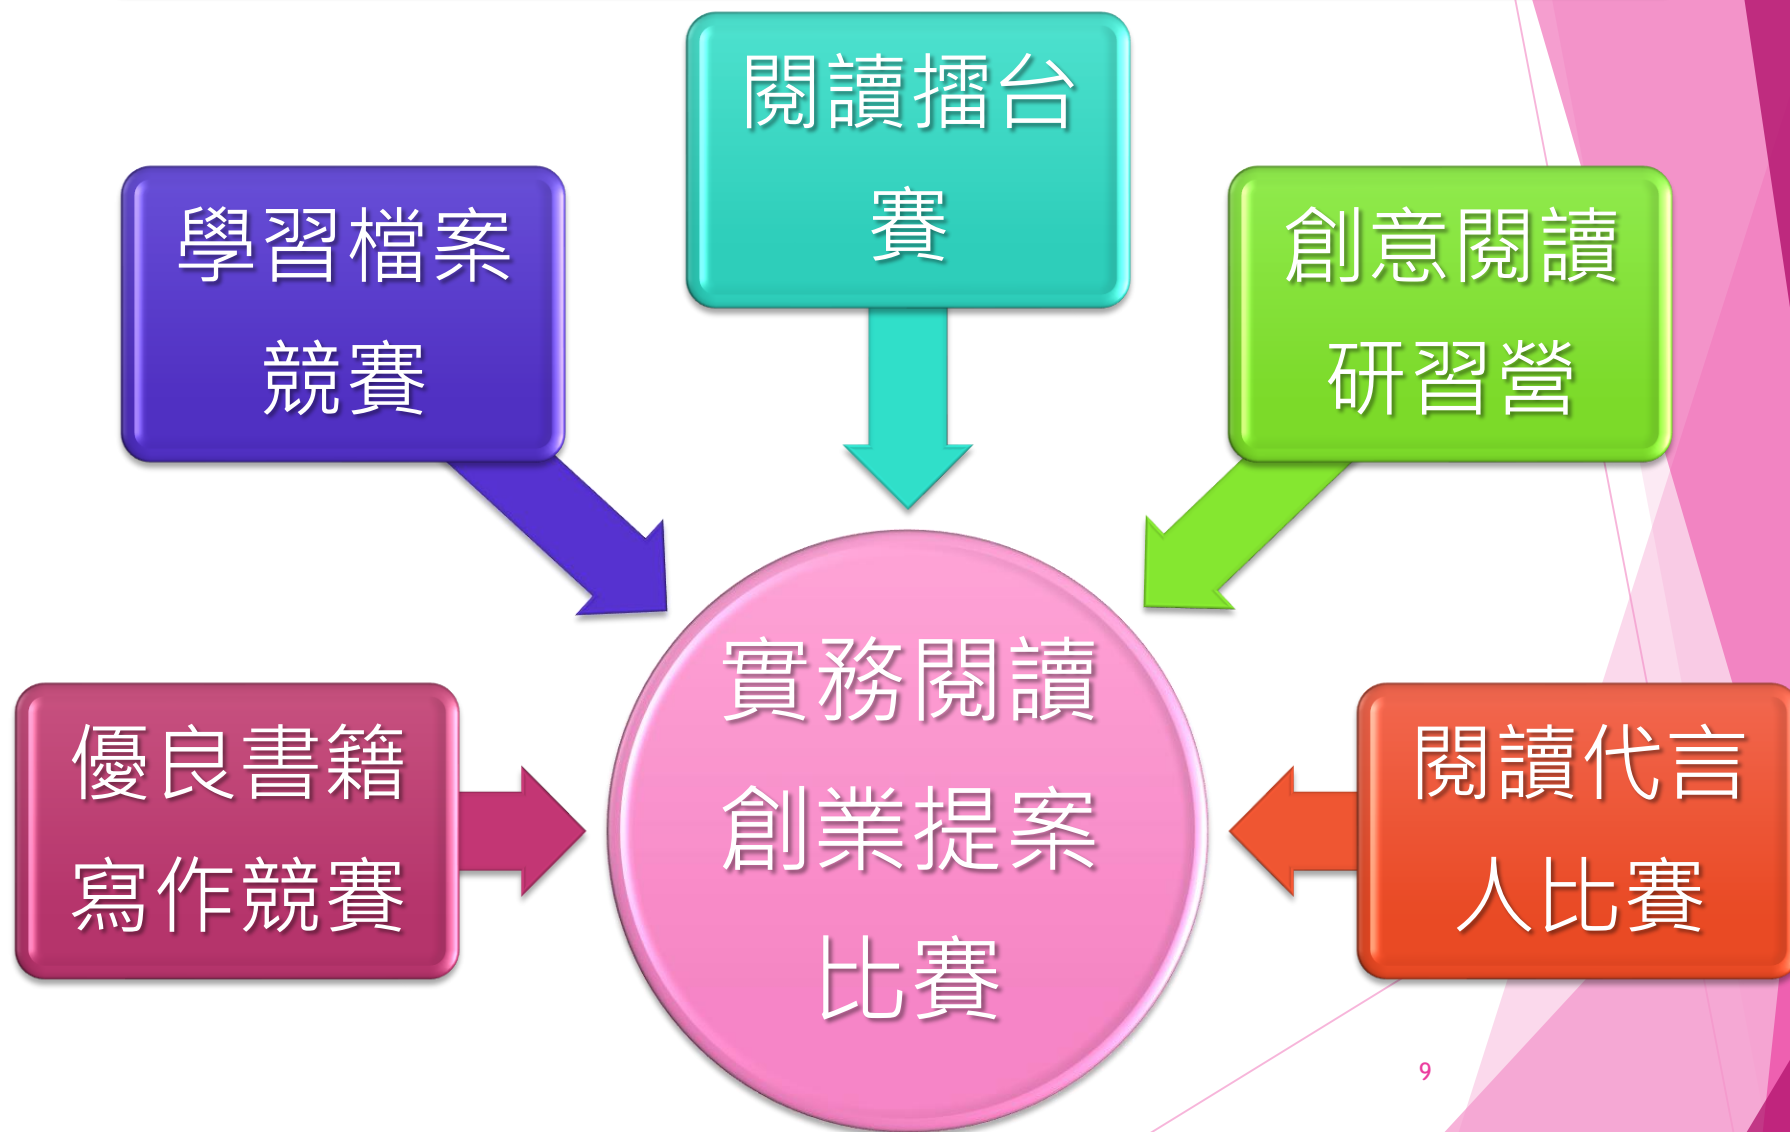 閱讀擂台
賽
學習檔案
競賽
創意閱讀
研習營
優良書籍
寫作競賽
實務閱讀
創業提案
比賽
閱讀代言
人比賽
9